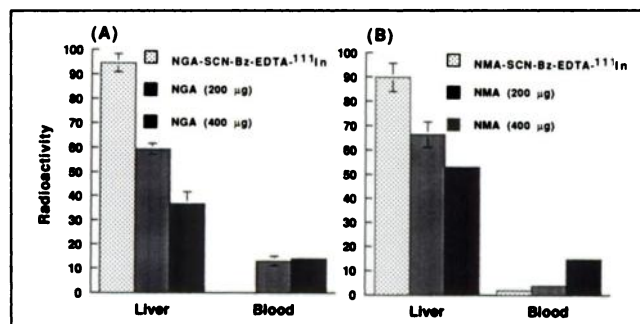 (A)
NGA-SCN-Bz-EDTA-¹¹¹In
NGA (200 µg)
NGA (400 µg)
Radioactivity
100
90
80
70
60
50
40
30
20
10
0
Liver
Blood
(B)
NMA-SCN-Bz-EDTA-¹¹¹In
NMA (200 µg)
NMA (400 µg)
100
90
80
70
60
50
40
30
20
10
0
Liver
Blood